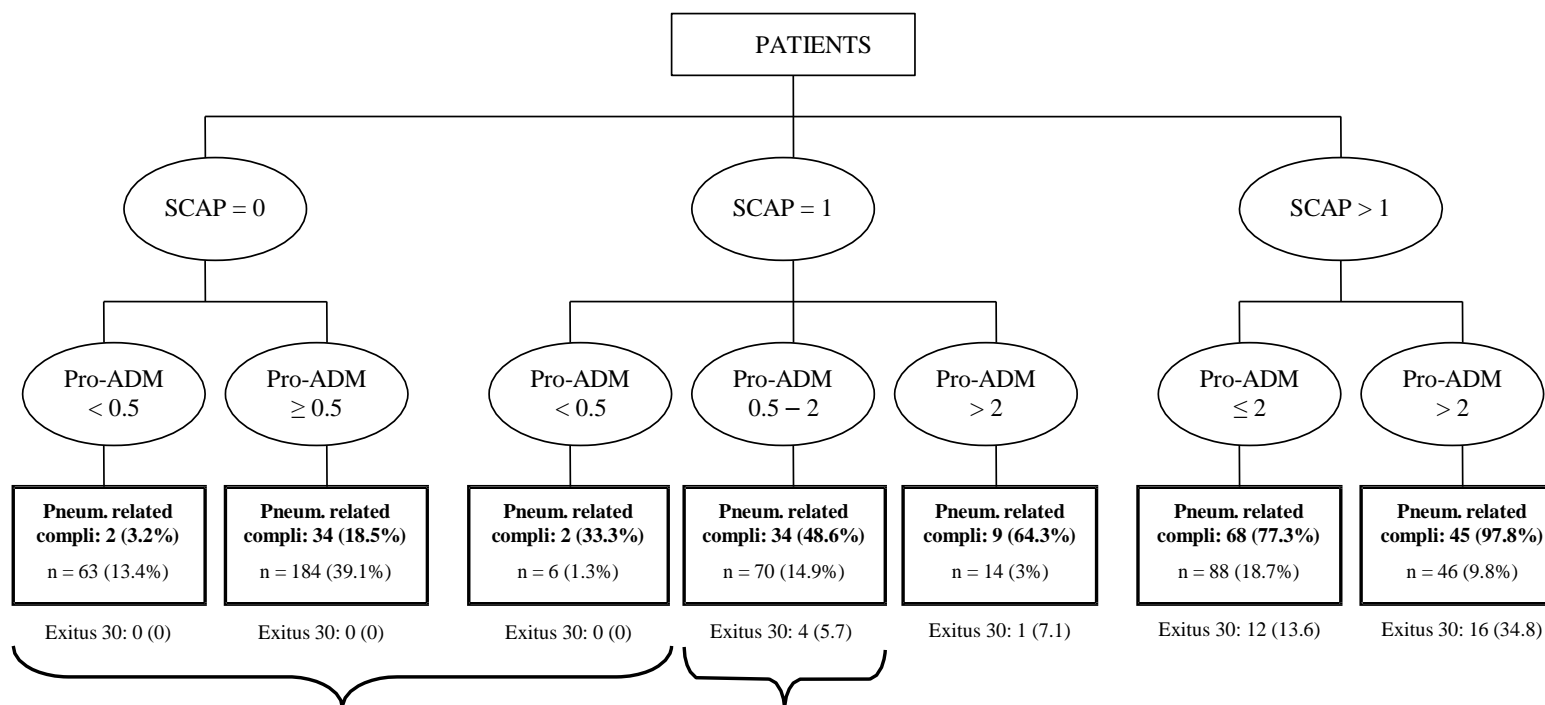 PATIENTS
SCAP = 0
SCAP = 1
SCAP > 1
Pro-ADM
< 0.5
Pro-ADM
≥ 0.5
Pro-ADM
< 0.5
Pro-ADM
0.5 – 2
Pro-ADM
> 2
Pro-ADM
≤ 2
Pro-ADM
> 2
Pneum. related
compli: 2 (3.2%)
n = 63 (13.4%)
Pneum. related
compli: 34 (18.5%)
n = 184 (39.1%)
Pneum. related
compli: 2 (33.3%)
n = 6 (1.3%)
Pneum. related
compli: 34 (48.6%)
n = 70 (14.9%)
Pneum. related
compli: 9 (64.3%)
n = 14 (3%)
Pneum. related
compli: 68 (77.3%)
n = 88 (18.7%)
Pneum. related
compli: 45 (97.8%)
n = 46 (9.8%)
Exitus 30: 0 (0)
Exitus 30: 0 (0)
Exitus 30: 0 (0)
Exitus 30: 4 (5.7)
Exitus 30: 1 (7.1)
Exitus 30: 12 (13.6)
Exitus 30: 16 (34.8)